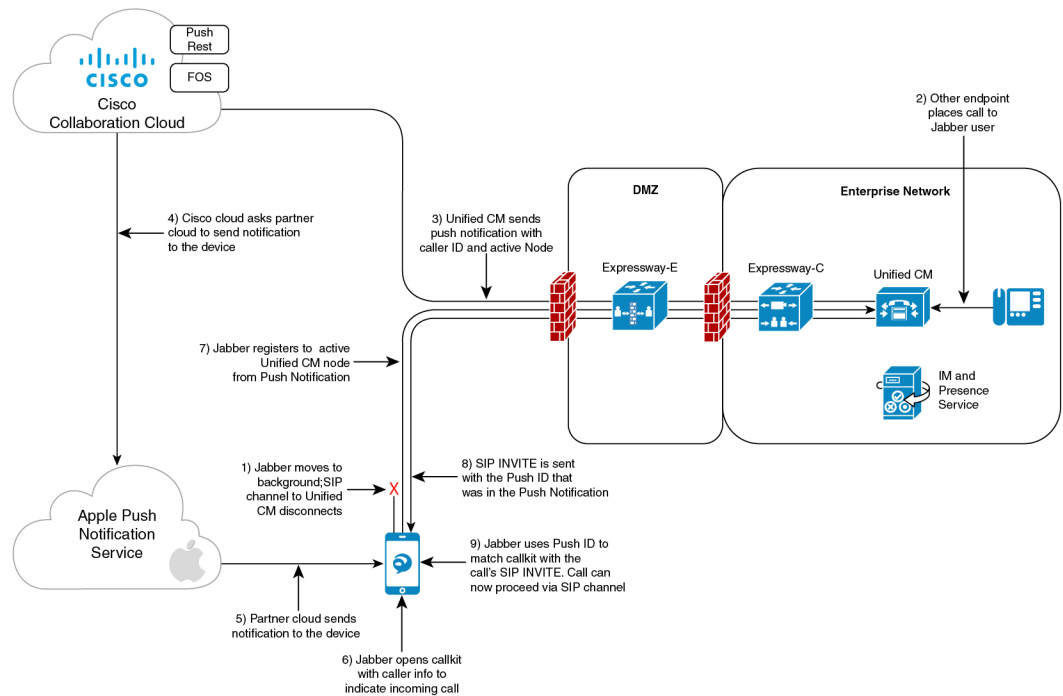 Push
Rest
CISCO
FOS
Cisco
Collaboration Cloud
2) Other endpoint
places call to
Jabber user
DMZ
Enterprise Network
4) Cisco cloud asks partner
cloud to send notification
to the device
3) Unified CM sends
push notification with
caller ID and active Node
Expressway-E
Expressway-C
Unified CM
7) Jabber registers to active
Unified CM node
from Push Notification
IM and
Presence
Service
1) Jabber moves to
background;SIP
channel to Unified
CM disconnects
X
8) SIP INVITE is sent
with the Push ID that
was in the Push Notification
Apple Push
Notification
Service
9) Jabber uses Push ID to
match callkit with the
call's SIP INVITE. Call can
now proceed via SIP channel
5) Partner cloud sends
notification to the device
6) Jabber opens callkit
with caller info to
indicate incoming call